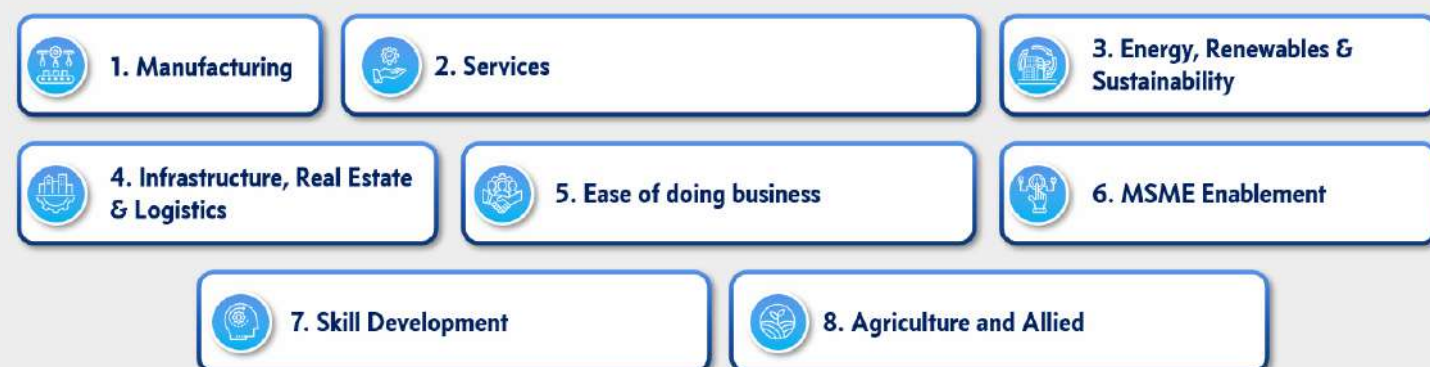 1. Manufacturing
2. Services
3. Energy, Renewables &
Sustainability
4. Infrastructure, Real Estate
& Logistics
5. Ease of doing business
6. MSME Enablement
7. Skill Development
8. Agriculture and Allied